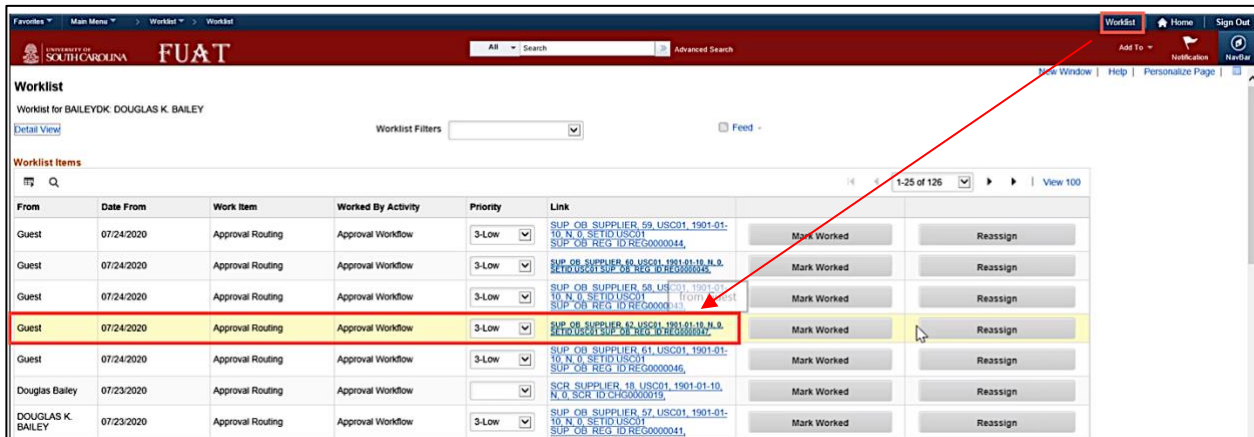 Favorites Main Menu > Worklist > Worklist Worklist Home Sign Out
UNIVERSITY OF SOUTH CAROLINA FUAT All Search Advanced Search Add To Notification NavBar
New Window | Help | Personalize Page |
Worklist
Worklist for BAILEYDK: DOUGLAS K. BAILEY
Detail View Worklist Filters Feed
Worklist Items
1-25 of 126 | View 100
From Date From Work Item Worked By Activity Priority Link
Guest 07/24/2020 Approval Routing Approval Workflow 3-Low SUP_OB_SUPPLIER, 59, USC01, 1901-01-
10, N, 0, SETID:USC01
SUP_OB_REG_ID:REG0000044, Mark Worked Reassign
Guest 07/24/2020 Approval Routing Approval Workflow 3-Low SUP_OB_SUPPLIER, 60, USC01, 1901-01-10, N, 0,
SETID:USC01 SUP_OB_REG_ID:REG0000045, Mark Worked Reassign
Guest 07/24/2020 Approval Routing Approval Workflow 3-Low SUP_OB_SUPPLIER, 58, USC01, 1901-01-
10, N, 0, SETID:USC01
SUP_OB_REG_ID:REG0000043, Mark Worked Reassign
Guest 07/24/2020 Approval Routing Approval Workflow 3-Low SUP_OB_SUPPLIER, 62, USC01, 1901-01-10, N, 0,
SETID:USC01 SUP_OB_REG_ID:REG0000047, Mark Worked Reassign
Guest 07/24/2020 Approval Routing Approval Workflow 3-Low SUP_OB_SUPPLIER, 61, USC01, 1901-01-
10, N, 0, SETID:USC01
SUP_OB_REG_ID:REG0000046, Mark Worked Reassign
Douglas Bailey 07/23/2020 Approval Routing Approval Workflow SCR_SUPPLIER, 18, USC01, 1901-01-10,
N, 0, SCR_ID:CHG0000019, Mark Worked Reassign
DOUGLAS K.
BAILEY 07/23/2020 Approval Routing Approval Workflow 3-Low SUP_OB_SUPPLIER, 57, USC01, 1901-01-
10, N, 0, SETID:USC01
SUP_OB_REG_ID:REG0000041, Mark Worked Reassign